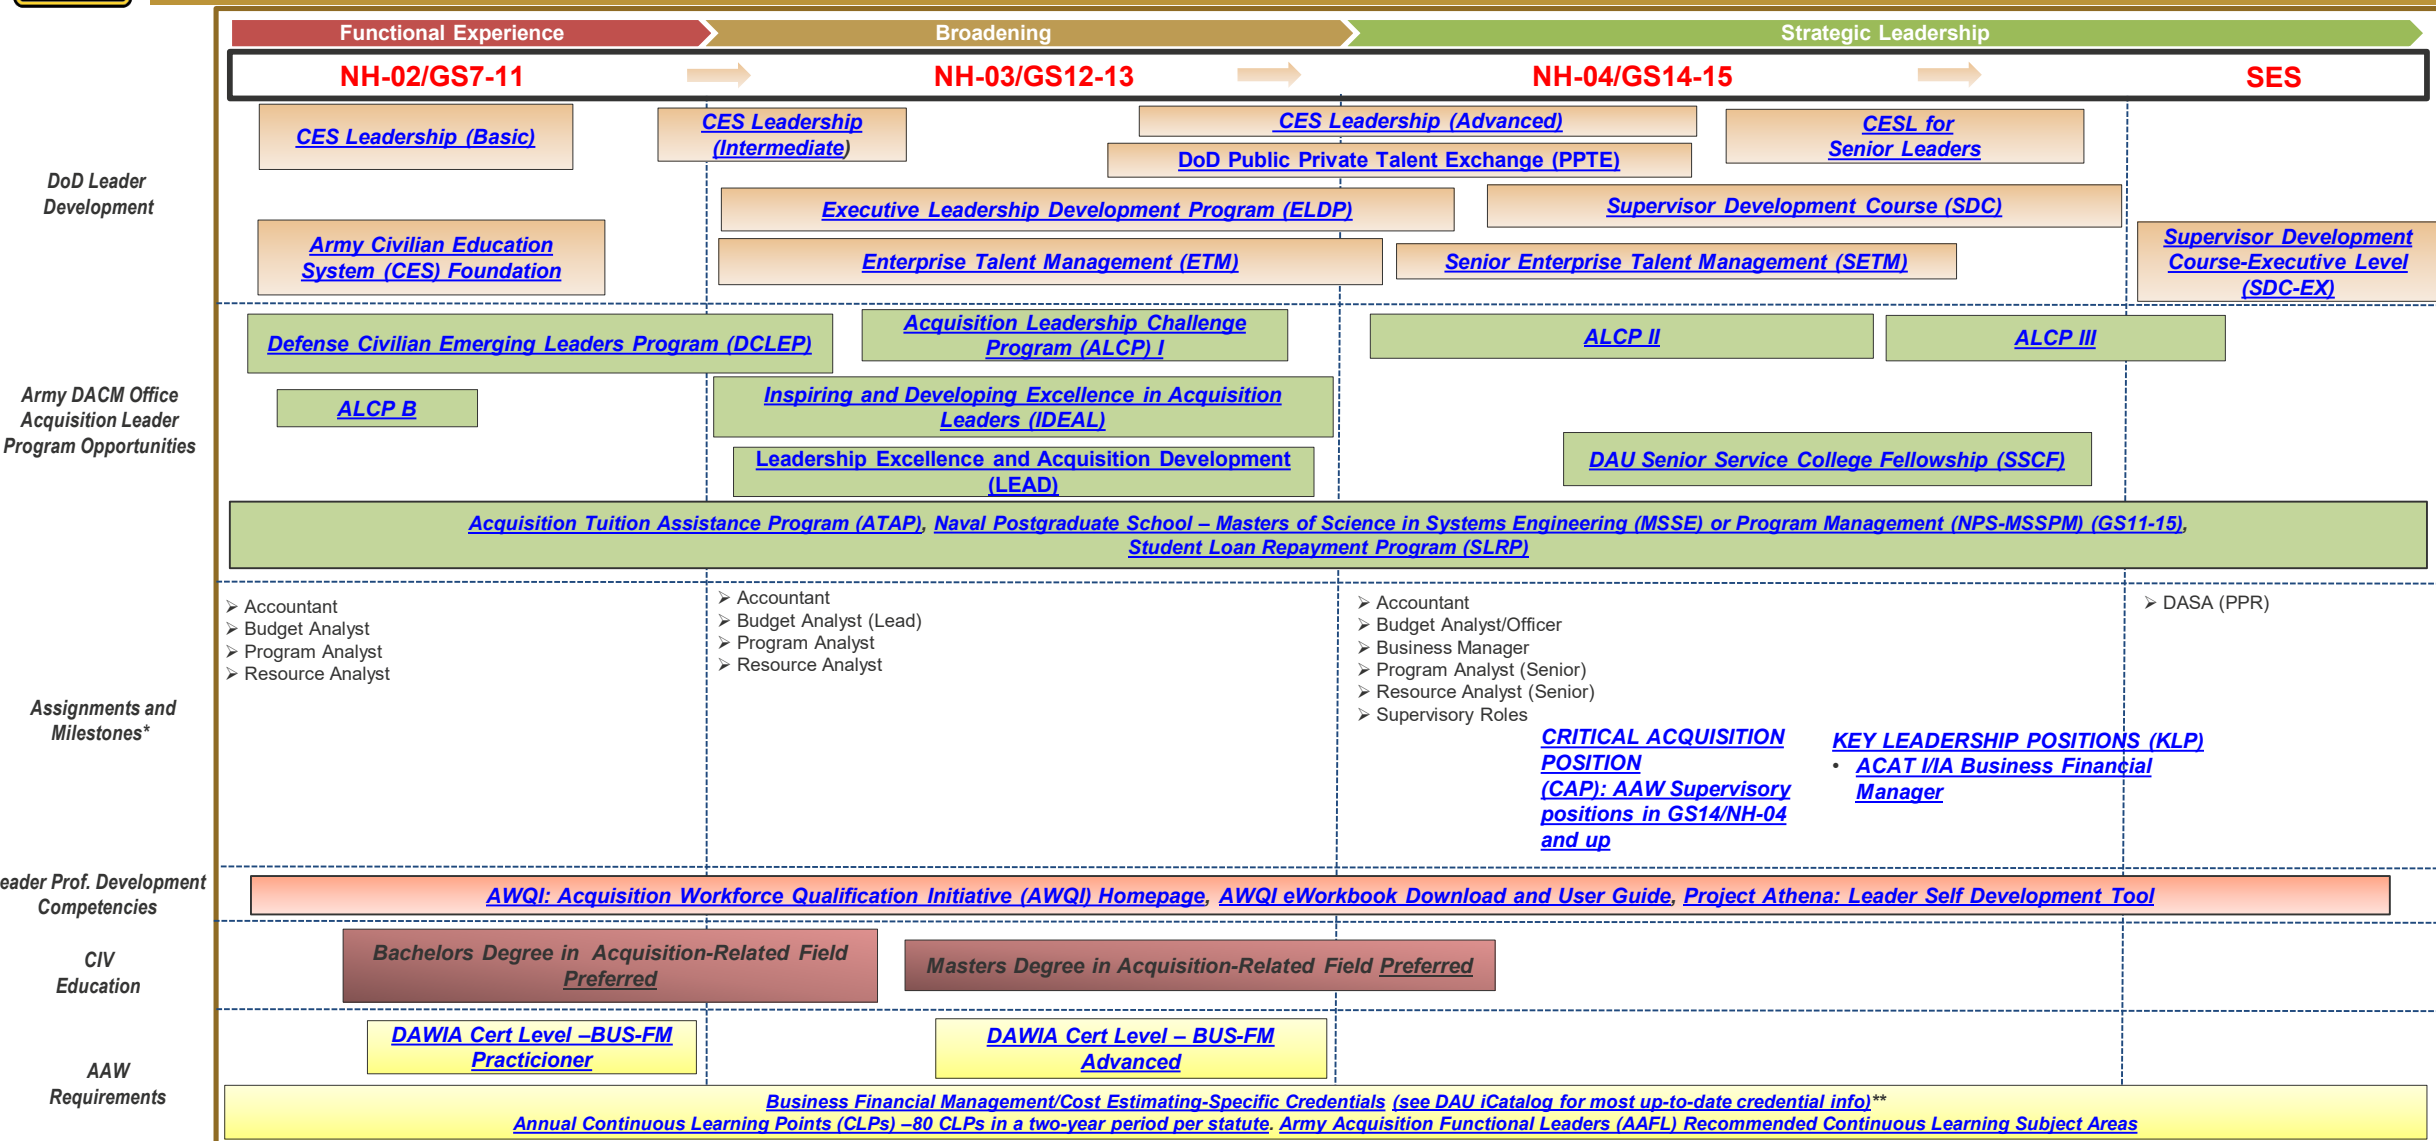 Functional Experience
Broadening
Strategic Leadership
NH-02/GS7-11
NH-03/GS12-13
NH-04/GS14-15
SES
DoD Leader
Development
CES Leadership (Basic)
CES Leadership
(Intermediate)
CES Leadership (Advanced)
DoD Public Private Talent Exchange (PPTE)
CESL for
Senior Leaders
Executive Leadership Development Program (ELDP)
Supervisor Development Course (SDC)
Army Civilian Education
System (CES) Foundation
Enterprise Talent Management (ETM)
Senior Enterprise Talent Management (SETM)
Supervisor Development
Course-Executive Level
(SDC-EX)
Army DACM Office
Acquisition Leader
Program Opportunities
Defense Civilian Emerging Leaders Program (DCLEP)
Acquisition Leadership Challenge
Program (ALCP) I
ALCP II
ALCP III
ALCP B
Inspiring and Developing Excellence in Acquisition
Leaders (IDEAL)
Leadership Excellence and Acquisition Development
(LEAD)
DAU Senior Service College Fellowship (SSCF)
Acquisition Tuition Assistance Program (ATAP), Naval Postgraduate School – Masters of Science in Systems Engineering (MSSE) or Program Management (NPS-MSSPM) (GS11-15),
Student Loan Repayment Program (SLRP)
Assignments and
Milestones*
➢ Accountant
➢ Budget Analyst
➢ Program Analyst
➢ Resource Analyst
➢ Accountant
➢ Budget Analyst (Lead)
➢ Program Analyst
➢ Resource Analyst
➢ Accountant
➢ Budget Analyst/Officer
➢ Business Manager
➢ Program Analyst (Senior)
➢ Resource Analyst (Senior)
➢ Supervisory Roles
➢ DASA (PPR)
CRITICAL ACQUISITION
POSITION
(CAP): AAW Supervisory
positions in GS14/NH-04
and up
KEY LEADERSHIP POSITIONS (KLP)
• ACAT I/IA Business Financial
Manager
eader Prof. Development
Competencies
AWQI: Acquisition Workforce Qualification Initiative (AWQI) Homepage, AWQI eWorkbook Download and User Guide, Project Athena: Leader Self Development Tool
CIV
Education
Bachelors Degree in Acquisition-Related Field
Preferred
Masters Degree in Acquisition-Related Field Preferred
AAW
Requirements
DAWIA Cert Level –BUS-FM
Practicioner
DAWIA Cert Level – BUS-FM
Advanced
Business Financial Management/Cost Estimating-Specific Credentials (see DAU iCatalog for most up-to-date credential info)**
Annual Continuous Learning Points (CLPs) –80 CLPs in a two-year period per statute. Army Acquisition Functional Leaders (AAFL) Recommended Continuous Learning Subject Areas